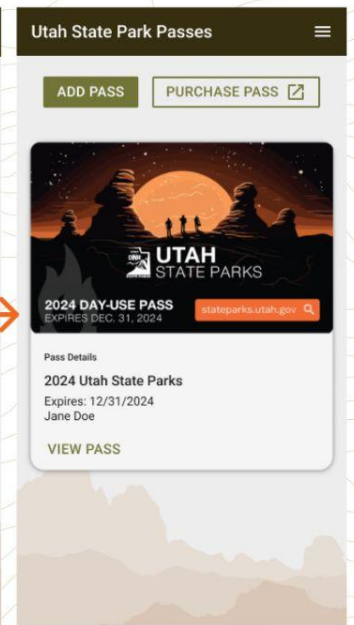 Utah State Park Passes
ADD PASS
PURCHASE PASS
UTAH
STATE PARKS
2024 DAY-USE PASS
EXPIRES DEC. 31, 2024
stateparks.utah.gov
Pass Details
2024 Utah State Parks
Expires: 12/31/2024
Jane Doe
VIEW PASS